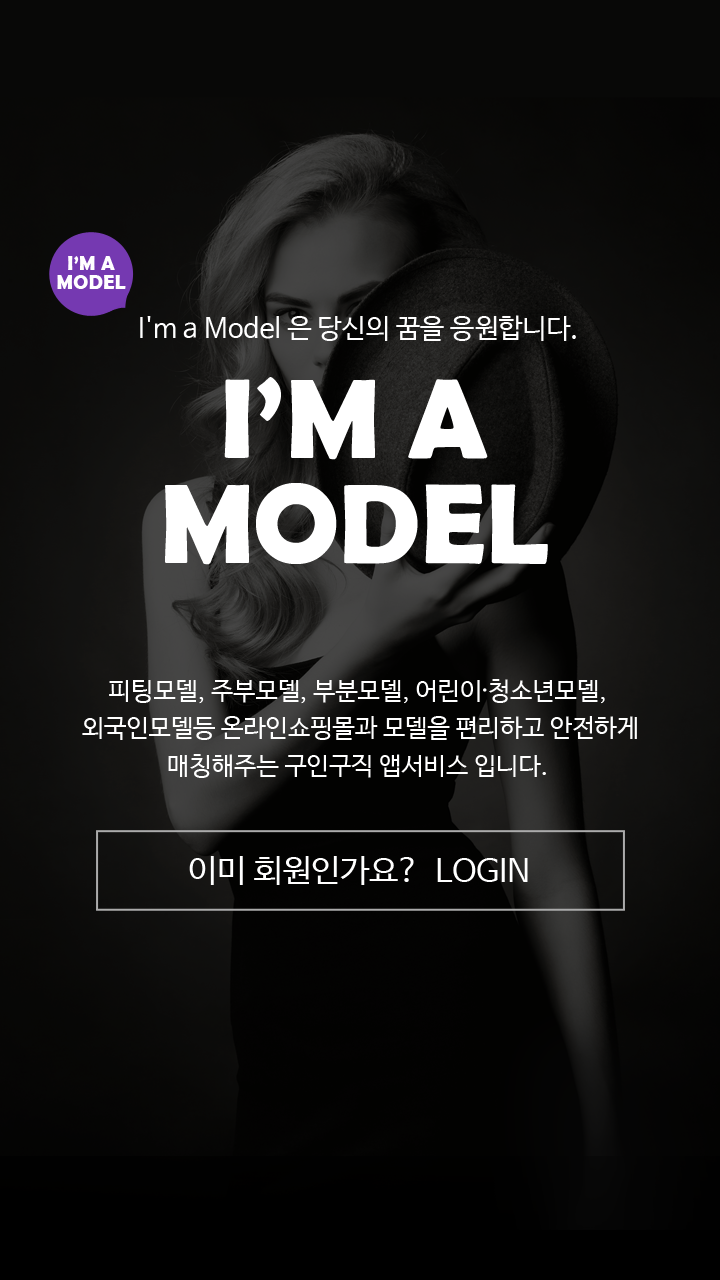 I'M A
MODEL
I'm a Model 은 당신의 꿈을 응원합니다.
I'M A
MODEL
피팅모델, 주부모델, 부분모델, 어린이·청소년모델,
외국인모델등 온라인쇼핑몰과 모델을 편리하고 안전하게
매칭해주는 구인구직 앱서비스 입니다.
이미 회원인가요? LOGIN